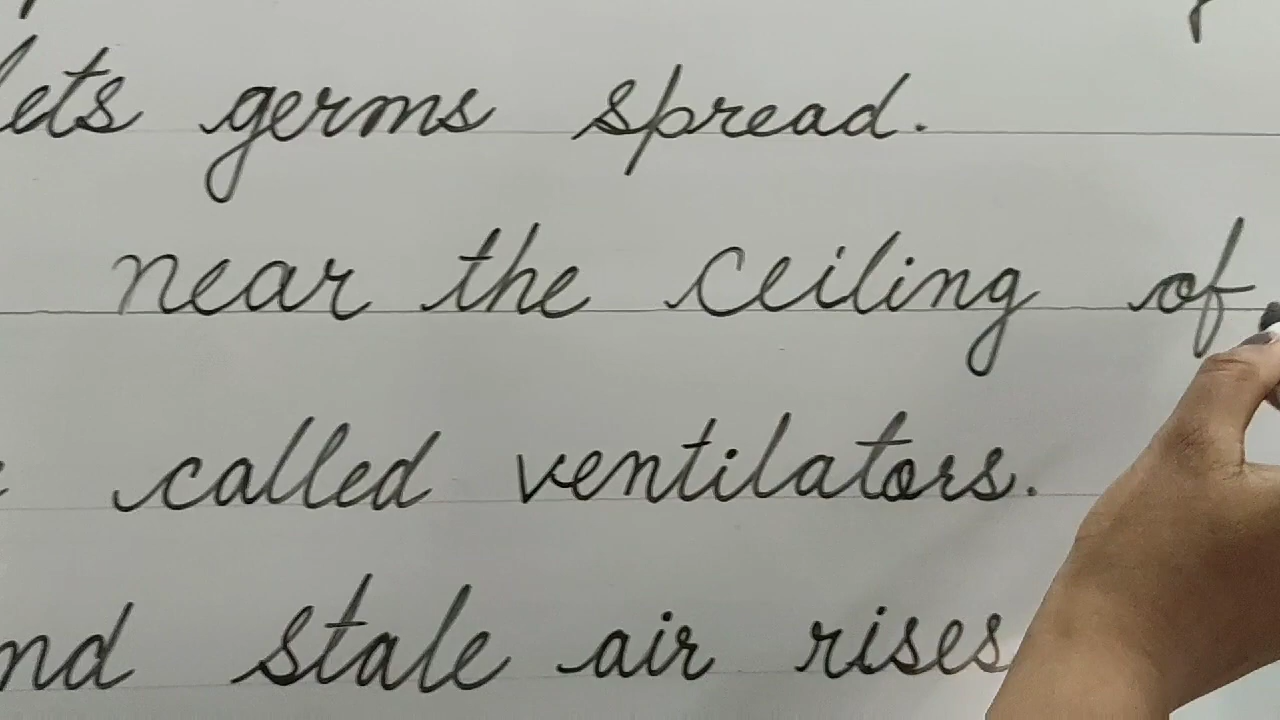 lets germs spread.
near the ceiling of
called ventilators.
nd stale air rises